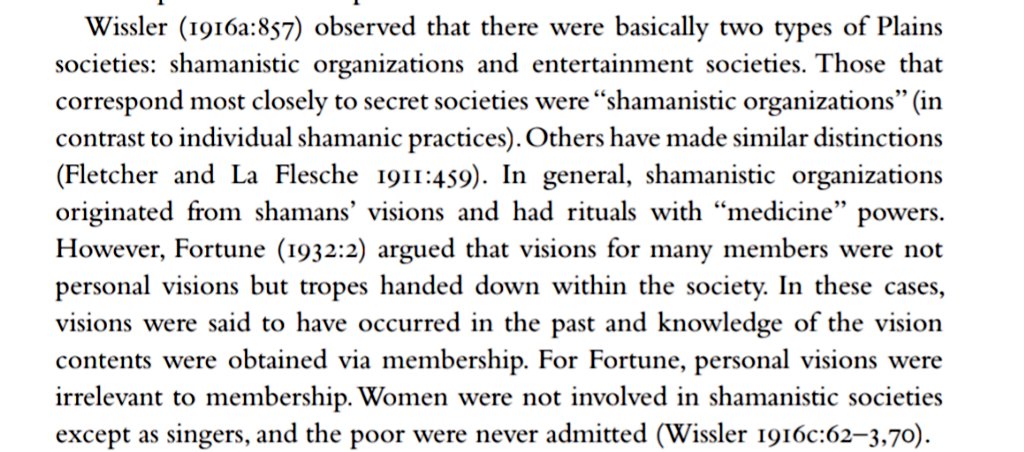 Wissler (1916a:857) observed that there were basically two types of Plains
societies: shamanistic organizations and entertainment societies. Those that
correspond most closely to secret societies were “shamanistic organizations” (in
contrast to individual shamanic practices). Others have made similar distinctions
(Fletcher and La Flesche 1911:459). In general, shamanistic organizations
originated from shamans’ visions and had rituals with “medicine” powers.
However, Fortune (1932:2) argued that visions for many members were not
personal visions but tropes handed down within the society. In these cases,
visions were said to have occurred in the past and knowledge of the vision
contents were obtained via membership. For Fortune, personal visions were
irrelevant to membership. Women were not involved in shamanistic societies
except as singers, and the poor were never admitted (Wissler 1916c:62–3,70).